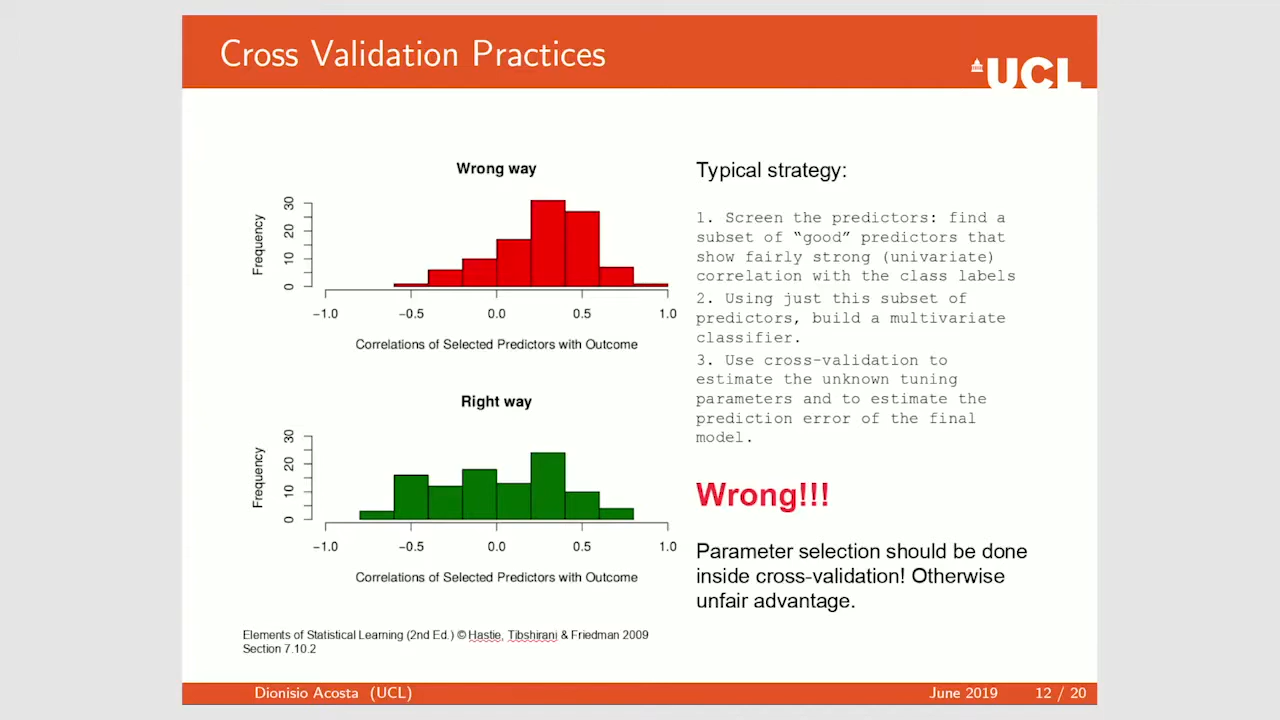 Cross Validation Practices
UCL
Wrong way
Frequency
30
20
10
0
−1.0 −0.5 0.0 0.5 1.0
Correlations of Selected Predictors with Outcome
Right way
Frequency
30
20
10
0
−1.0 −0.5 0.0 0.5 1.0
Correlations of Selected Predictors with Outcome
Elements of Statistical Learning (2nd Ed.) © Hastie, Tibshirani & Friedman 2009
Section 7.10.2
Typical strategy:
1. Screen the predictors: find a
subset of “good” predictors that
show fairly strong (univariate)
correlation with the class labels
2. Using just this subset of
predictors, build a multivariate
classifier.
3. Use cross-validation to
estimate the unknown tuning
parameters and to estimate the
prediction error of the final
model.
Wrong!!!
Parameter selection should be done
inside cross-validation! Otherwise
unfair advantage.
Dionisio Acosta (UCL) June 2019 12 / 20